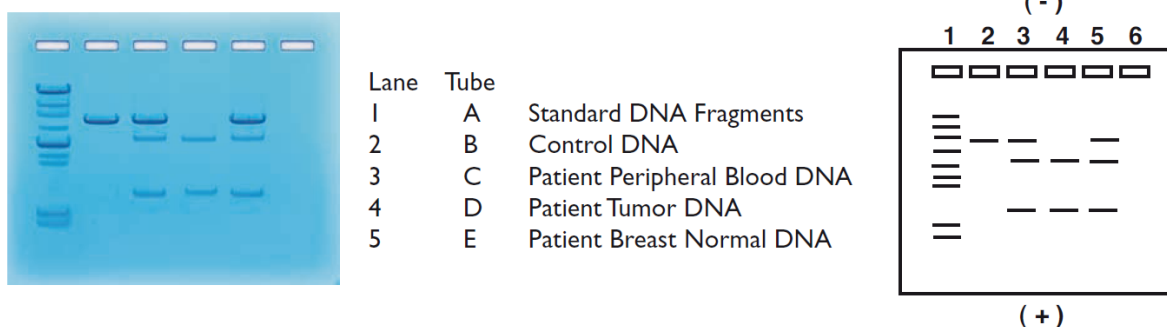 Lane Tube
1 A Standard DNA Fragments
2 B Control DNA
3 C Patient Peripheral Blood DNA
4 D Patient Tumor DNA
5 E Patient Breast Normal DNA
( - )
1 2 3 4 5 6
( + )